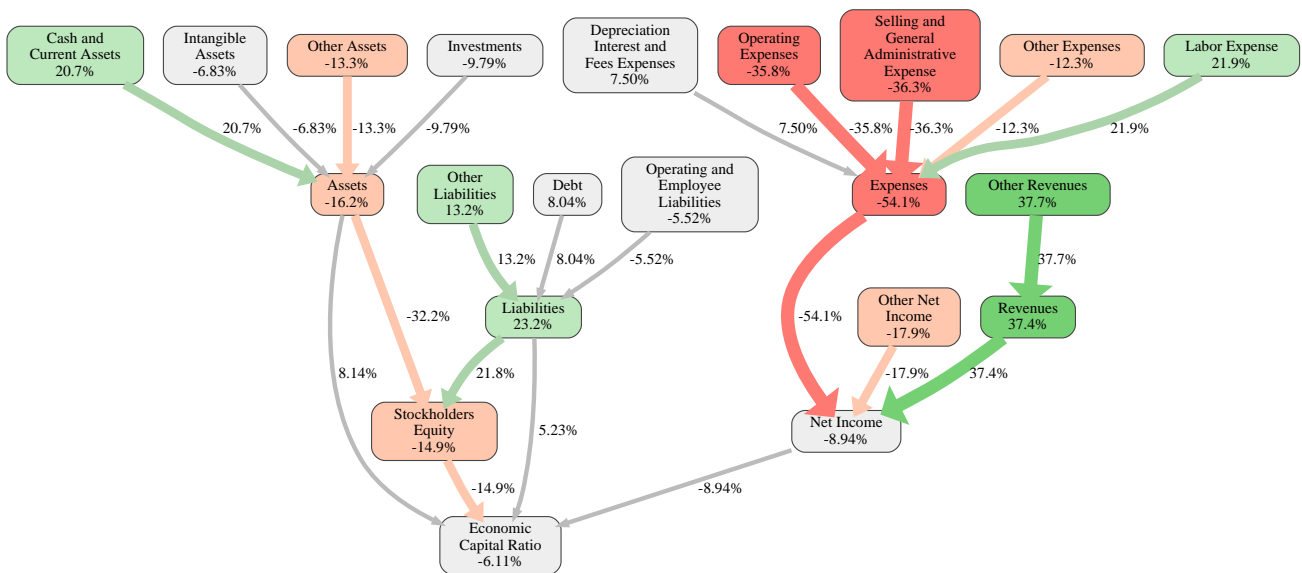 Cash and
Current Assets
20.7%
Intangible
Assets
-6.83%
Other Assets
-13.3%
Investments
-9.79%
Depreciation
Interest and
Fees Expenses
7.50%
Operating
Expenses
-35.8%
Selling and
General
Administrative
Expense
-36.3%
Other Expenses
-12.3%
Labor Expense
21.9%
20.7%
-6.83%
-13.3%
-9.79%
7.50%
-35.8%
-36.3%
-12.3%
21.9%
Assets
-16.2%
Other
Liabilities
13.2%
Debt
8.04%
Operating and
Employee
Liabilities
-5.52%
Expenses
-54.1%
Other Revenues
37.7%
13.2%
8.04%
-5.52%
37.7%
-32.2%
Liabilities
23.2%
-54.1%
Other Net
Income
-17.9%
Revenues
37.4%
8.14%
21.8%
-17.9%
37.4%
Stockholders
Equity
-14.9%
5.23%
Net Income
-8.94%
-14.9%
-8.94%
Economic
Capital Ratio
-6.11%